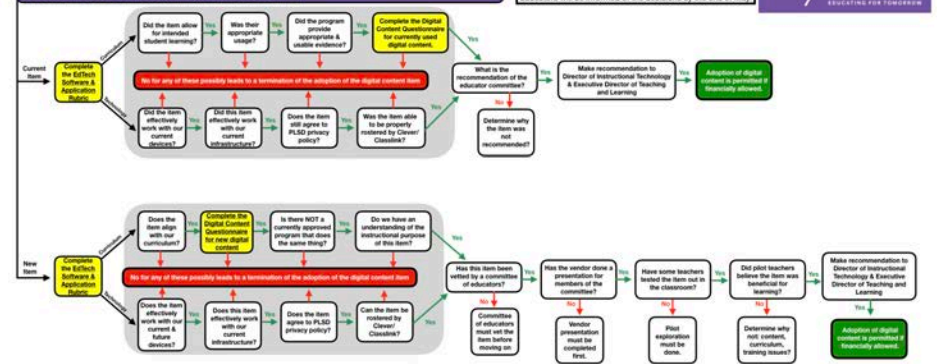 EDUCATING FOR TOMORROW
Current
Item
Complete
the EdTech
Software &
Application
Rubric
Curriculum
Technology
Did the item allow
for intended
student learning?
Yes
Was their
appropriate
usage?
Yes
Did the program
provide
appropriate &
usable evidence?
Yes
Complete the Digital
Content Questionnaire
for currently used
digital content.
Yes
No for any of these possibly leads to a termination of the adoption of the digital content item
Did the item
effectively
work with our
current
devices?
Yes
Did this item
effectively work
with our
current
infrastructure?
Yes
Does the item
still agree to
PLSD privacy
policy?
Yes
Was the item able
to be properly
rostered by Clever/
Classlink?
Yes
What is the
recommendation of the
educator committee?
Yes
No
Determine why
the item was
not
recommended?
Make recommendation to
Director of Instructional Technology
& Executive Director of Teaching
and Learning
Yes
Adoption of digital
content is permitted if
financially allowed.
New
Item
Complete
the EdTech
Software &
Application
Rubric
Curriculum
Technology
Does the
item align
with our
curriculum?
Yes
Complete the
Digital Content
Questionnaire
for new digital
content
Yes
Is there NOT a
currently approved
program that does
the same thing?
Yes
Do we have an
understanding of the
instructional purpose
of this item?
Yes
No for any of these possibly leads to a termination of the adoption of the digital content item
Does the item
effectively
work with our
current &
future
devices?
Yes
Does this item
effectively work
with our
current
infrastructure?
Yes
Does the item
agree to PLSD
privacy policy?
Yes
Can the item be
rostered by
Clever/
Classlink?
Yes
Has this item been
vetted by a committee
of educators?
Yes
No
Committee
of educators
must vet the
item before
moving on
Has the vendor done a
presentation for
members of the
committee?
Yes
No
Vendor
presentation
must be
completed
first.
Have some teachers
tested the item out in
the classroom?
Yes
No
Pilot
exploration
must be
done.
Did pilot teachers
believe the item was
beneficial for
learning?
Yes
No
Determine why
not: content,
curriculum,
training issues?
Make recommendation to
Director of Instructional
Technology & Executive
Director of Teaching and
Learning
Yes
Adoption of digital
content is permitted if
financially allowed.